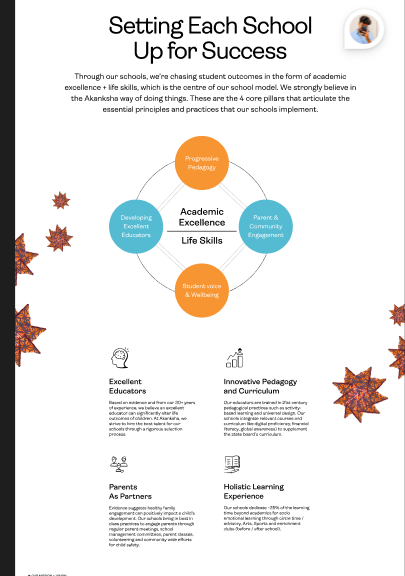 Setting Each School
Up for Success
Through our schools, we're chasing student outcomes in the form of academic
excellence + life skills, which is the centre of our school model. We strongly believe in
the Akanksha way of doing things. These are the 4 core pillars that articulate the
essential principles and practices that our schools implement.
Progressive
Pedagogy
Developing
Excellent
Educators
Academic
Excellence
Life Skills
Parent &
Community
Engagement
Student voice
& Wellbeing
Excellent
Educators
Based on evidence and from our 30+ years
of experience, we believe an excellent
educator can significantly alter life
outcomes of children. At Akanksha, we
strive to hire the best talent for our
schools through a rigorous selection
process.
Innovative Pedagogy
and Curriculum
Our educators are trained in 21st century
pedagogical practices such as activity-
based learning and universal design. Our
schools integrate relevant courses and
curriculum like digital proficiency, financial
literacy, global awareness) to supplement
the state board's curriculum.
Parents
As Partners
Evidence suggests healthy family
engagement can positively impact a child's
development. Our schools bring in best in
class practices to engage parents through
regular parent meetings, school
management committees, parent classes,
volunteering and community wide efforts
for child safety.
Holistic Learning
Experience
Our schools dedicate ~25% of the learning
time beyond academics for socio
emotional learning through circle time /
ministry, Arts, Sports and enrichment
clubs (before / after school).